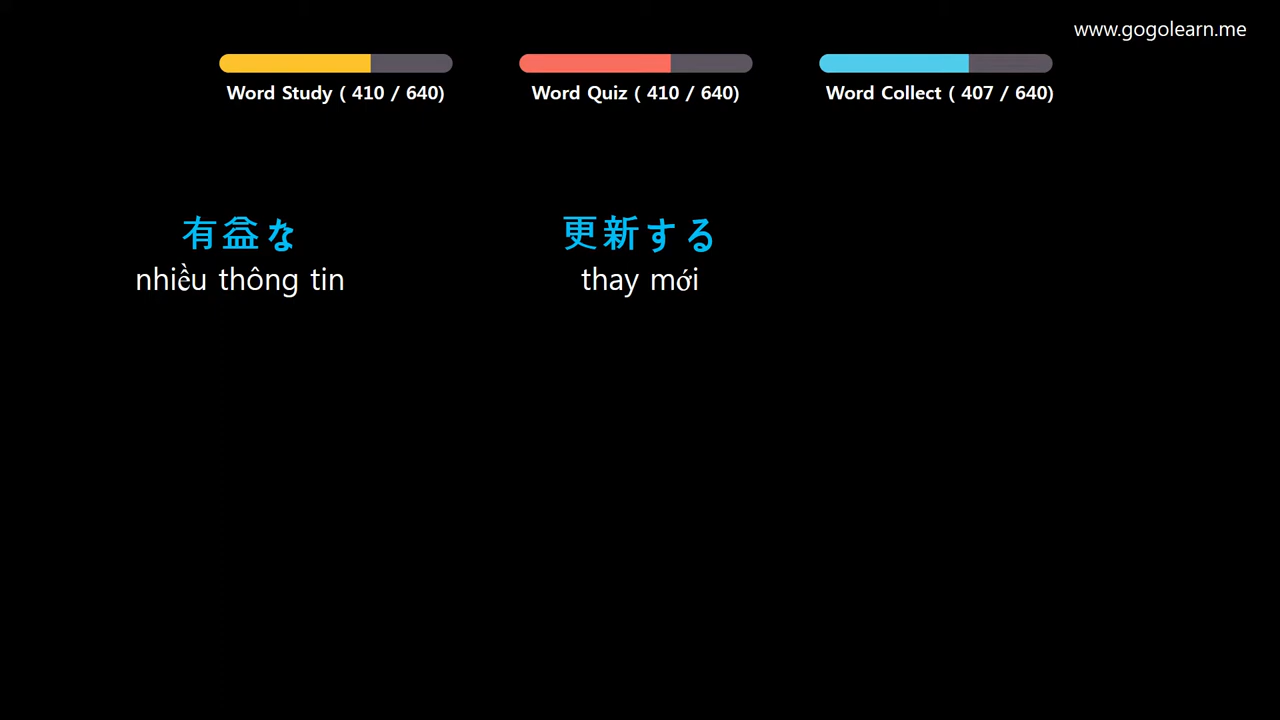 www.gogolearn.me
Word Study ( 410 / 640)
Word Quiz ( 410 / 640)
Word Collect ( 407 / 640)
有益な
nhiều thông tin
更新する
thay mới